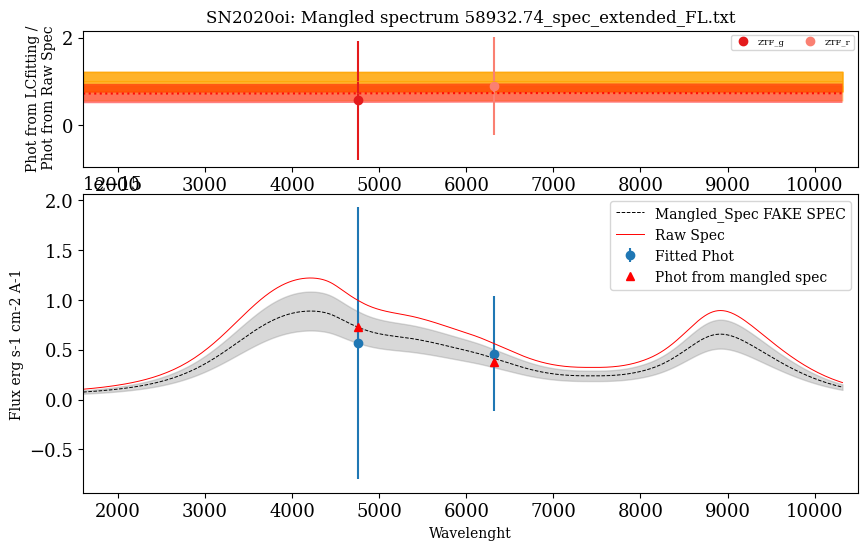 SN2020oi: Mangled spectrum 58932.74_spec_extended_FL.txt
Phot from LCfitting /
Phot from Raw Spec
2
0
ZTF_g
ZTF_r
2000 3000 4000 5000 6000 7000 8000 9000 10000
1e−15
2.0
1.5
1.0
0.5
0.0
−0.5
Flux erg s-1 cm-2 A-1
Mangled_Spec FAKE SPEC
Raw Spec
Fitted Phot
Phot from mangled spec
2000 3000 4000 5000 6000 7000 8000 9000 10000
Wavelenght